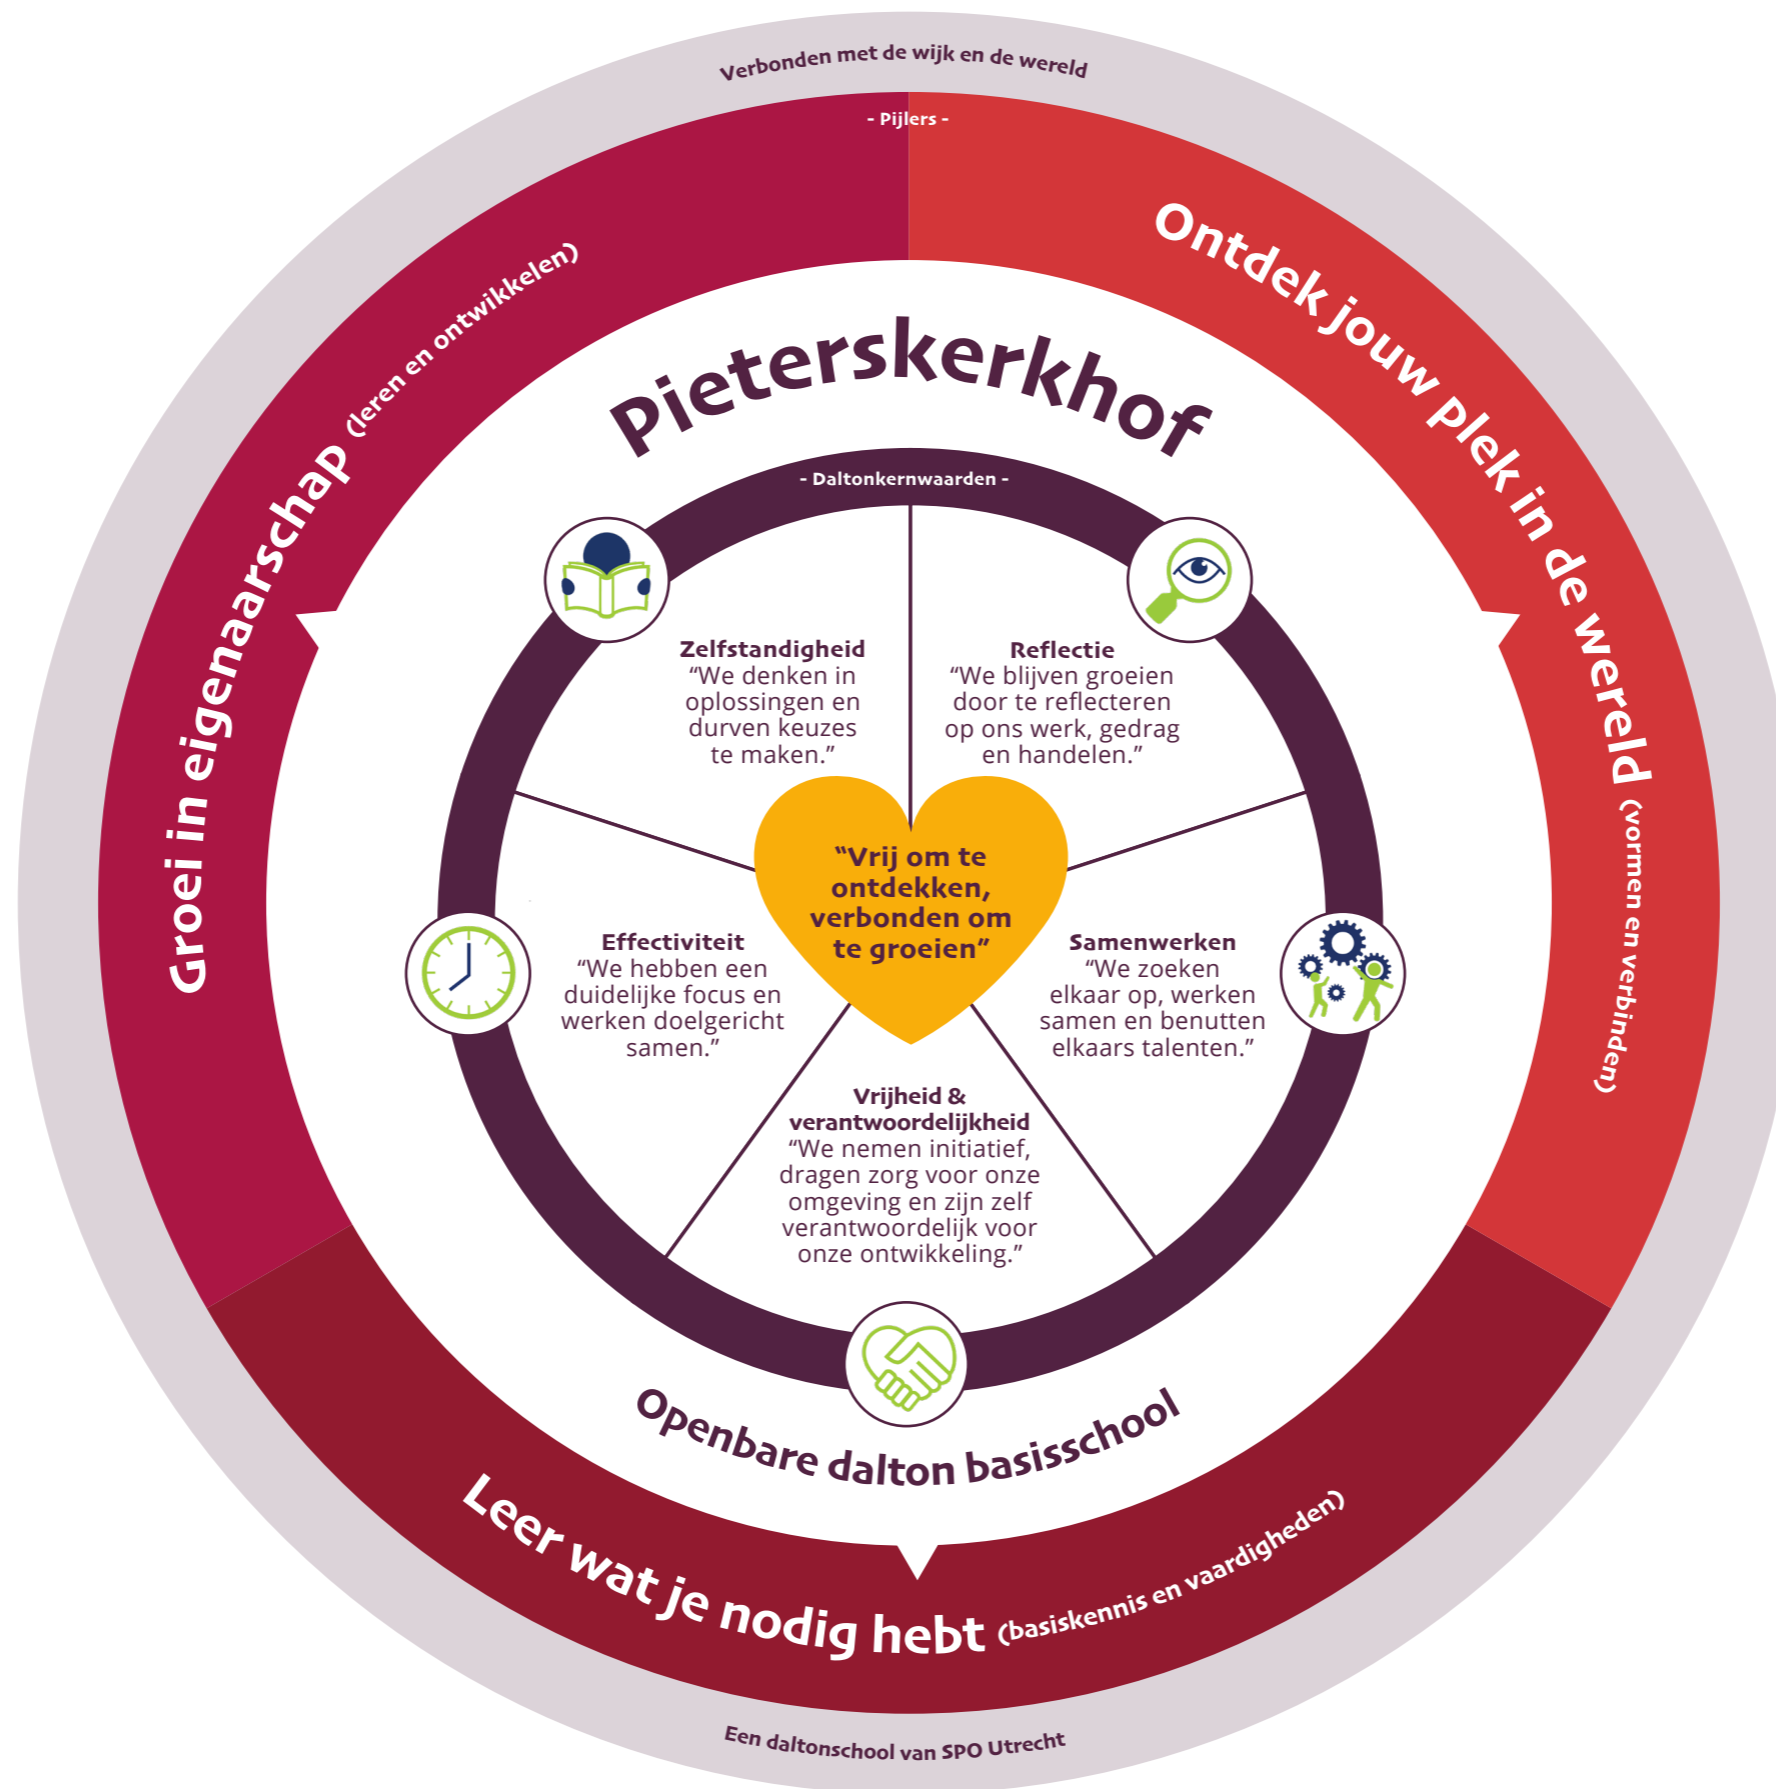 Verbonden met de wijk en de wereld
- Pijlers -
Groei in eigenaarschap (leren en ontwikkelen)
Ontdek jouw plek in de wereld (vormen en verbinden)
Pieterskerkhof
- Daltonkernwaarden -
Zelfstandigheid
“We denken in
oplossingen en
durven keuzes
te maken.”
Reflectie
“We blijven groeien
door te reflecteren
op ons werk, gedrag
en handelen.”
“Vrij om te
ontdekken,
verbonden om
te groeien”
Effectiviteit
“We hebben een
duidelijke focus en
werken doelgericht
samen.”
Samenwerken
“We zoeken
elkaar op, werken
samen en benutten
elkaars talenten.”
Vrijheid &
verantwoordelijkheid
“We nemen initiatief,
dragen zorg voor onze
omgeving en zijn zelf
verantwoordelijk voor
onze ontwikkeling.”
Openbare dalton basisschool
Leer wat je nodig hebt (basiskennis en vaardigheden)
Een daltonschool van SPO Utrecht